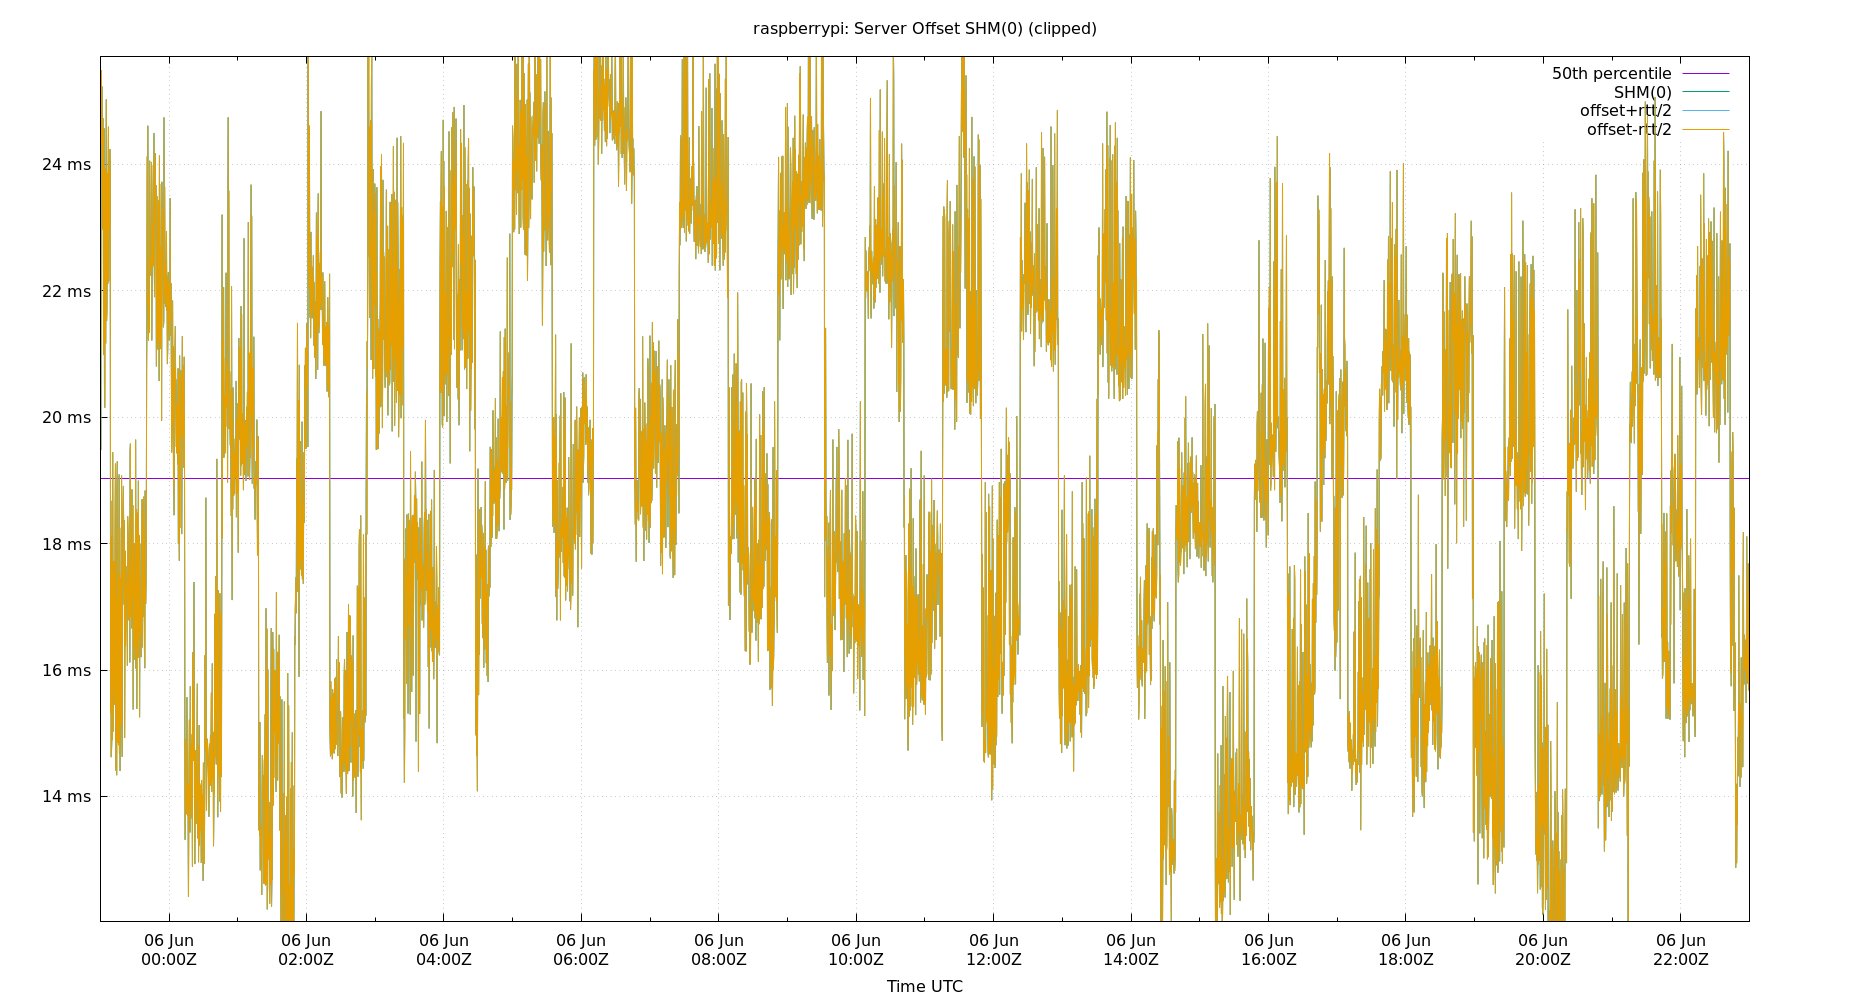 raspberrypi: Server Offset SHM(0) (clipped)
50th percentile
SHM(0)
offset+rtt/2
offset-rtt/2
24 ms
22 ms
20 ms
18 ms
16 ms
14 ms
06 Jun 06 Jun 06 Jun 06 Jun 06 Jun 06 Jun 06 Jun 06 Jun 06 Jun 06 Jun 06 Jun 06 Jun
00:00Z 02:00Z 04:00Z 06:00Z 08:00Z 10:00Z 12:00Z 14:00Z 16:00Z 18:00Z 20:00Z 22:00Z
Time UTC